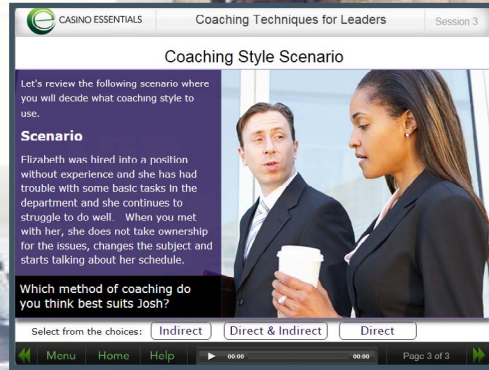 CASINO ESSENTIALS
Coaching Techniques for Leaders
Session 3
Coaching Style Scenario
Let's review the following scenario where
you will decide what coaching style to
use.
Scenario
Elizabeth was hired into a position
without experience and she has had
trouble with some basic tasks in the
department and she continues to
struggle to do well. When you met
with her, she does not take ownership
for the issues, changes the subject and
starts talking about her schedule.
Which method of coaching do
you think best suits Josh?
Select from the choices: Indirect Direct & Indirect Direct
Menu Home Help 00:00 00:00 Page 3 of 3